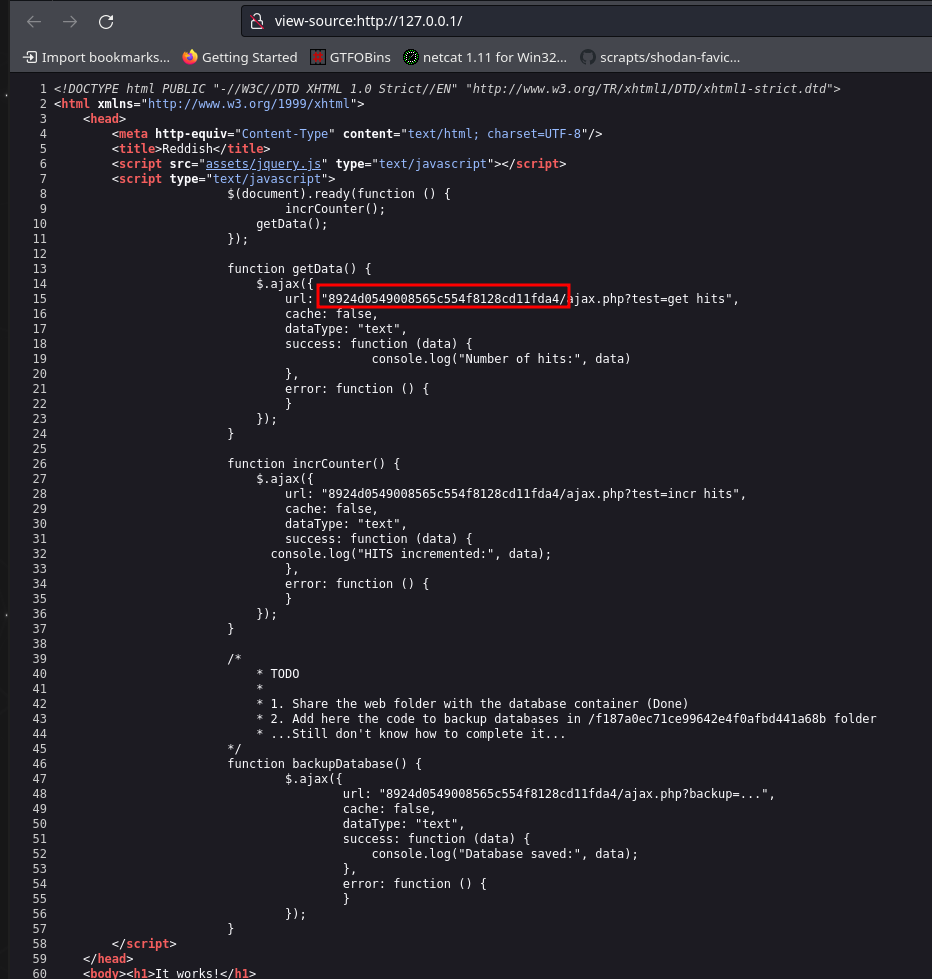 view-source:http://127.0.0.1/
Import bookmarks... Getting Started GTFOBins netcat 1.11 for Win32... scrapts/shodan-favic...
1 <!DOCTYPE html PUBLIC "-//W3C//DTD XHTML 1.0 Strict//EN" "http://www.w3.org/TR/xhtml1/DTD/xhtml1-strict.dtd">
2 <html xmlns="http://www.w3.org/1999/xhtml">
3 <head>
4 <meta http-equiv="Content-Type" content="text/html; charset=UTF-8"/>
5 <title>Reddish</title>
6 <script src="assets/jquery.js" type="text/javascript"></script>
7 <script type="text/javascript">
8 $(document).ready(function () {
9 incrCounter();
10 getData();
11 });
12
13 function getData() {
14 $.ajax({
15 url: "8924d0549008565c554f8128cd11fda4/ajax.php?test=get hits",
16 cache: false,
17 dataType: "text",
18 success: function (data) {
19 console.log("Number of hits:", data)
20 },
21 error: function () {
22 }
23 });
24 }
25
26 function incrCounter() {
27 $.ajax({
28 url: "8924d0549008565c554f8128cd11fda4/ajax.php?test=incr hits",
29 cache: false,
30 dataType: "text",
31 success: function (data) {
32 console.log("HITS incremented:", data);
33 },
34 error: function () {
35 }
36 });
37 }
38
39 /*
40 * TODO
41 *
42 * 1. Share the web folder with the database container (Done)
43 * 2. Add here the code to backup databases in /f187a0ec71ce99642e4f0afbd441a68b folder
44 * ...Still don't know how to complete it...
45 */
46 function backupDatabase() {
47 $.ajax({
48 url: "8924d0549008565c554f8128cd11fda4/ajax.php?backup=...",
49 cache: false,
50 dataType: "text",
51 success: function (data) {
52 console.log("Database saved:", data);
53 },
54 error: function () {
55 }
56 });
57 }
58 </script>
59 </head>
60 <body><h1>It works!</h1>